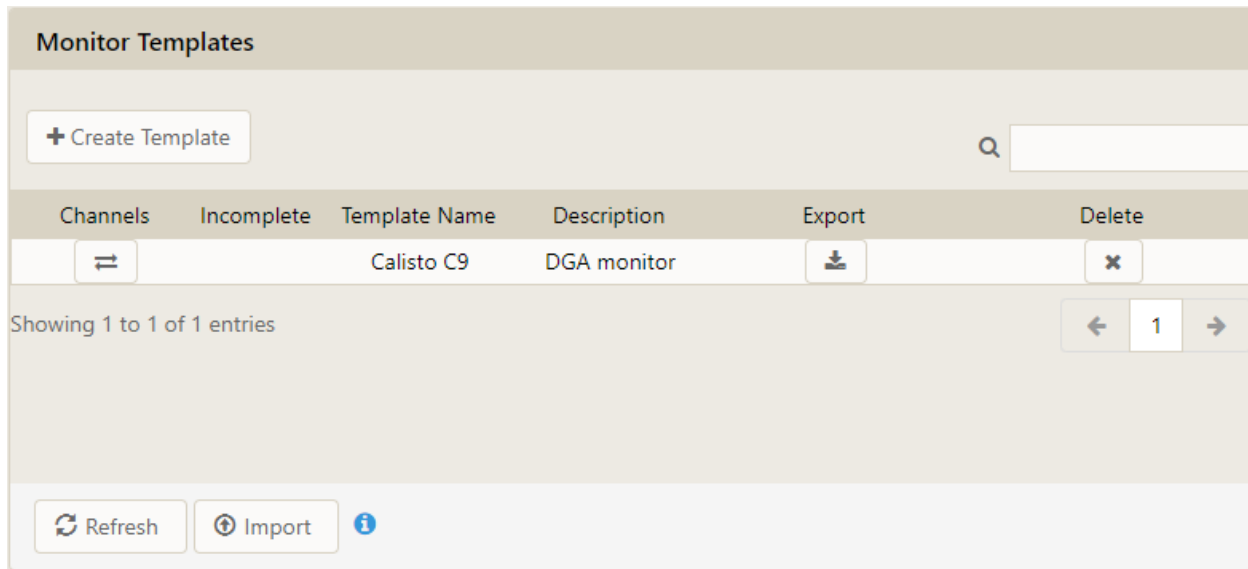 Monitor Templates
Create Template
Channels Incomplete Template Name Description Export Delete
Calisto C9 DGA monitor
Showing 1 to 1 of 1 entries
1
Refresh Import